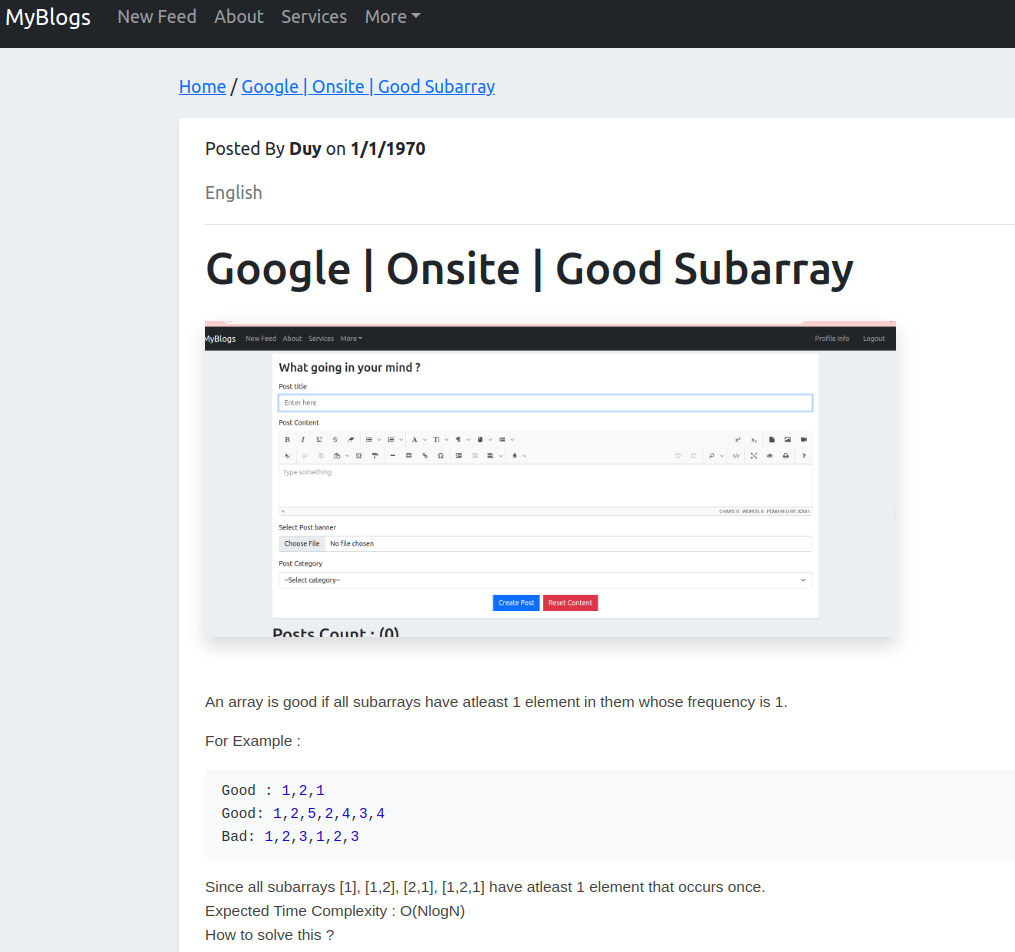 MyBlogs New Feed About Services More
Home / Google | Onsite | Good Subarray
Posted By Duy on 1/1/1970
English
Google | Onsite | Good Subarray
MyBlogs New Feed About Services More Profile Info Logout
What going in your mind ?
Post title
Enter here
Post Content
Type something
CHARS: 0 WORDS: 0 POWERED BY JODIT
Select Post banner
Choose File No file chosen
Post Category
--Select category--
Create Post Reset Content
Posts Count : (0)
An array is good if all subarrays have atleast 1 element in them whose frequency is 1.
For Example :
Good : 1,2,1
Good: 1,2,5,2,4,3,4
Bad: 1,2,3,1,2,3
Since all subarrays [1], [1,2], [2,1], [1,2,1] have atleast 1 element that occurs once.
Expected Time Complexity : O(NlogN)
How to solve this ?